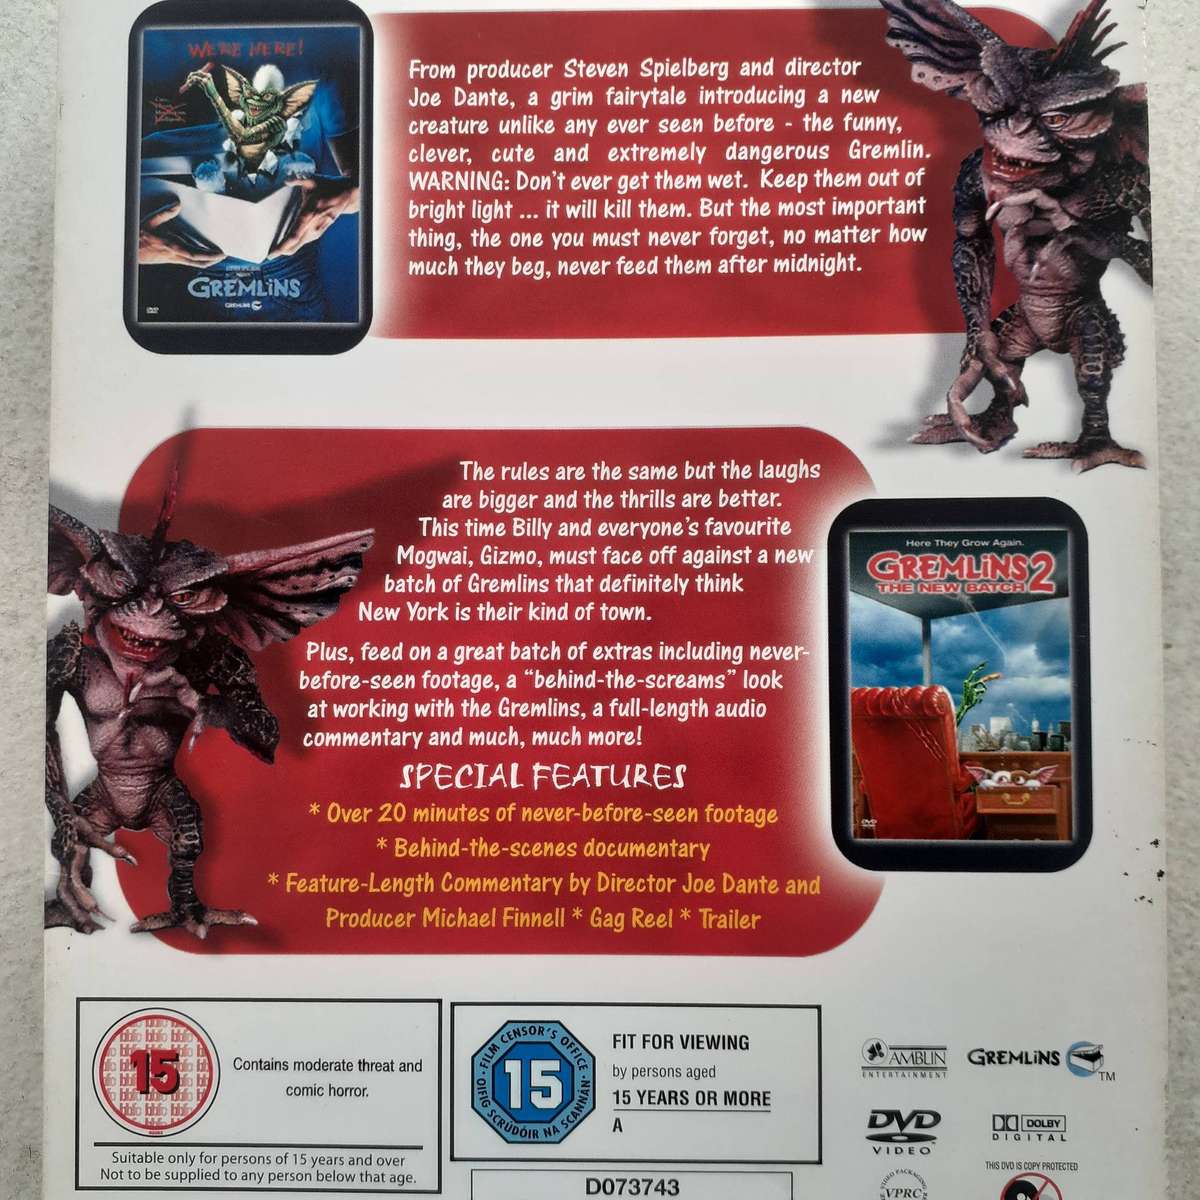 WE'RE HERE!
From producer Steven Spielberg and director
Joe Dante, a grim fairytale introducing a new
creature unlike any ever seen before - the funny,
clever, cute and extremely dangerous Gremlin.
WARNING: Don't ever get them wet. Keep them out of
bright light ... it will kill them. But the most important
thing, the one you must never forget, no matter how
much they beg, never feed them after midnight.
GREMLiNS
GREMLiNS
DVD
The rules are the same but the laughs
are bigger and the thrills are better.
This time Billy and everyone's favourite
Mogwai, Gizmo, must face off against a new
batch of Gremlins that definitely think
New York is their kind of town.
Plus, feed on a great batch of extras including never-
before-seen footage, a "behind-the-screams" look
at working with the Gremlins, a full-length audio
commentary and much, much more!
SPECIAL FEATURES
* Over 20 minutes of never-before-seen footage
* Behind-the-scenes documentary
* Feature-Length Commentary by Director Joe Dante and
Producer Michael Finnell * Gag Reel * Trailer
Here They Grow Again.
GREMLiNS 2
THE NEW BATCH
DVD
15
Contains moderate threat and
comic horror.
Suitable only for persons of 15 years and over
Not to be supplied to any person below that age.
FILM CENSOR'S OFFICE
15
OIFIG SCRÚDÓIR NA SCANNÁN
FIT FOR VIEWING
by persons aged
15 YEARS OR MORE
A
D073743
AMBLIN
ENTERTAINMENT
GREMLiNS
TM
DVD
VIDEO
DOLBY
DIGITAL
THIS DVD IS COPY PROTECTED
VPRC